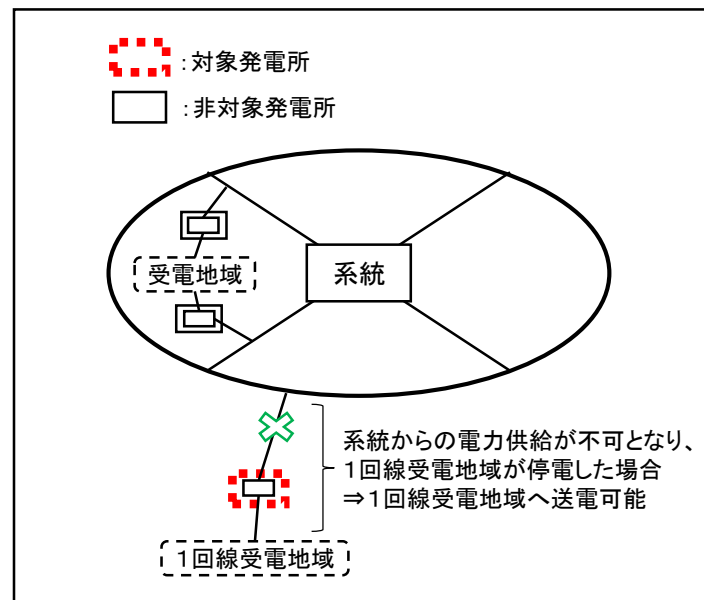 ：対象発電所
：非対象発電所
受電地域
系統
系統からの電力供給が不可となり、
１回線受電地域が停電した場合
⇒１回線受電地域へ送電可能
１回線受電地域